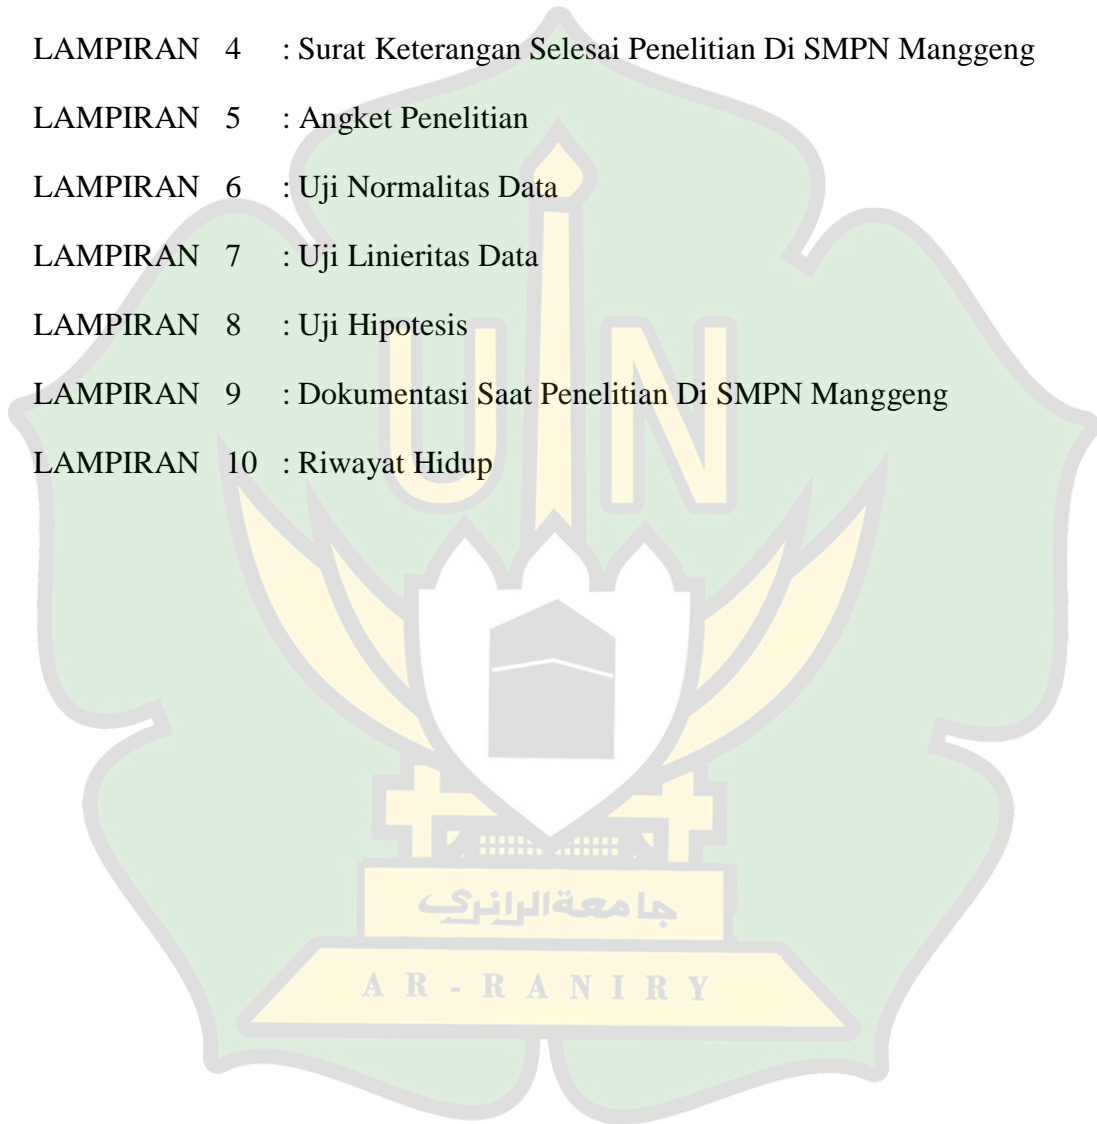 LAMPIRAN 4 : Surat Keterangan Selesai Penelitian Di SMPN Manggeng
LAMPIRAN 5 : Angket Penelitian
LAMPIRAN 6 : Uji Normalitas Data
LAMPIRAN 7 : Uji Linieritas Data
LAMPIRAN 8 : Uji Hipotesis
LAMPIRAN 9 : Dokumentasi Saat Penelitian Di SMPN Manggeng
LAMPIRAN 10 : Riwayat Hidup
UIN
جامعةالرانري
AR-RANIRY